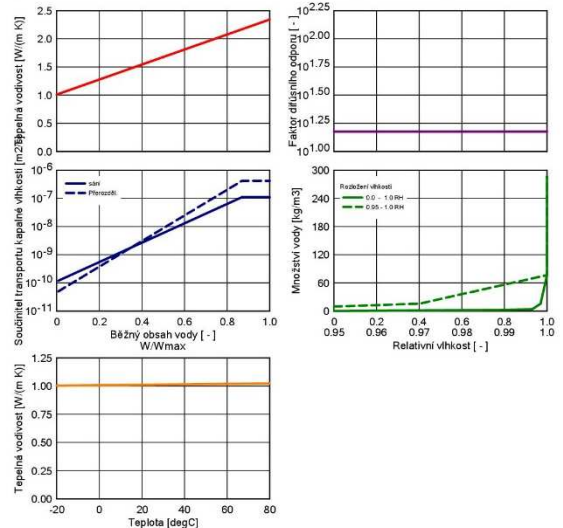 Tepelná vodivost [W/(m K)]
2.5
2.0
1.5
1.0
0.5
0.0
Faktor difúsního odporu [ - ]
10^2.25
10^2.00
10^1.75
10^1.50
10^1.25
10^1.00
Součinitel transportu kapalné vlhkosti [m2/s]
10^-6
10^-7
10^-8
10^-9
10^-10
10^-11
sání
Přerozděl.
0 0.2 0.4 0.6 0.8 1.0
Běžný obsah vody [ - ]
W/Wmax
Množství vody [kg/m3]
300
240
180
120
60
0
Rozložení vlhkosti
0.0 - 1.0 RH
0.95 - 1.0 RH
0 0.2 0.4 0.6 0.8 1.0
0.95 0.96 0.97 0.98 0.99 1.0
Relativní vlhkost [ - ]
Tepelná vodivost [W/(m K)]
1.25
1.00
0.75
0.50
0.25
0.00
-20 0 20 40 60 80
Teplota [degC]